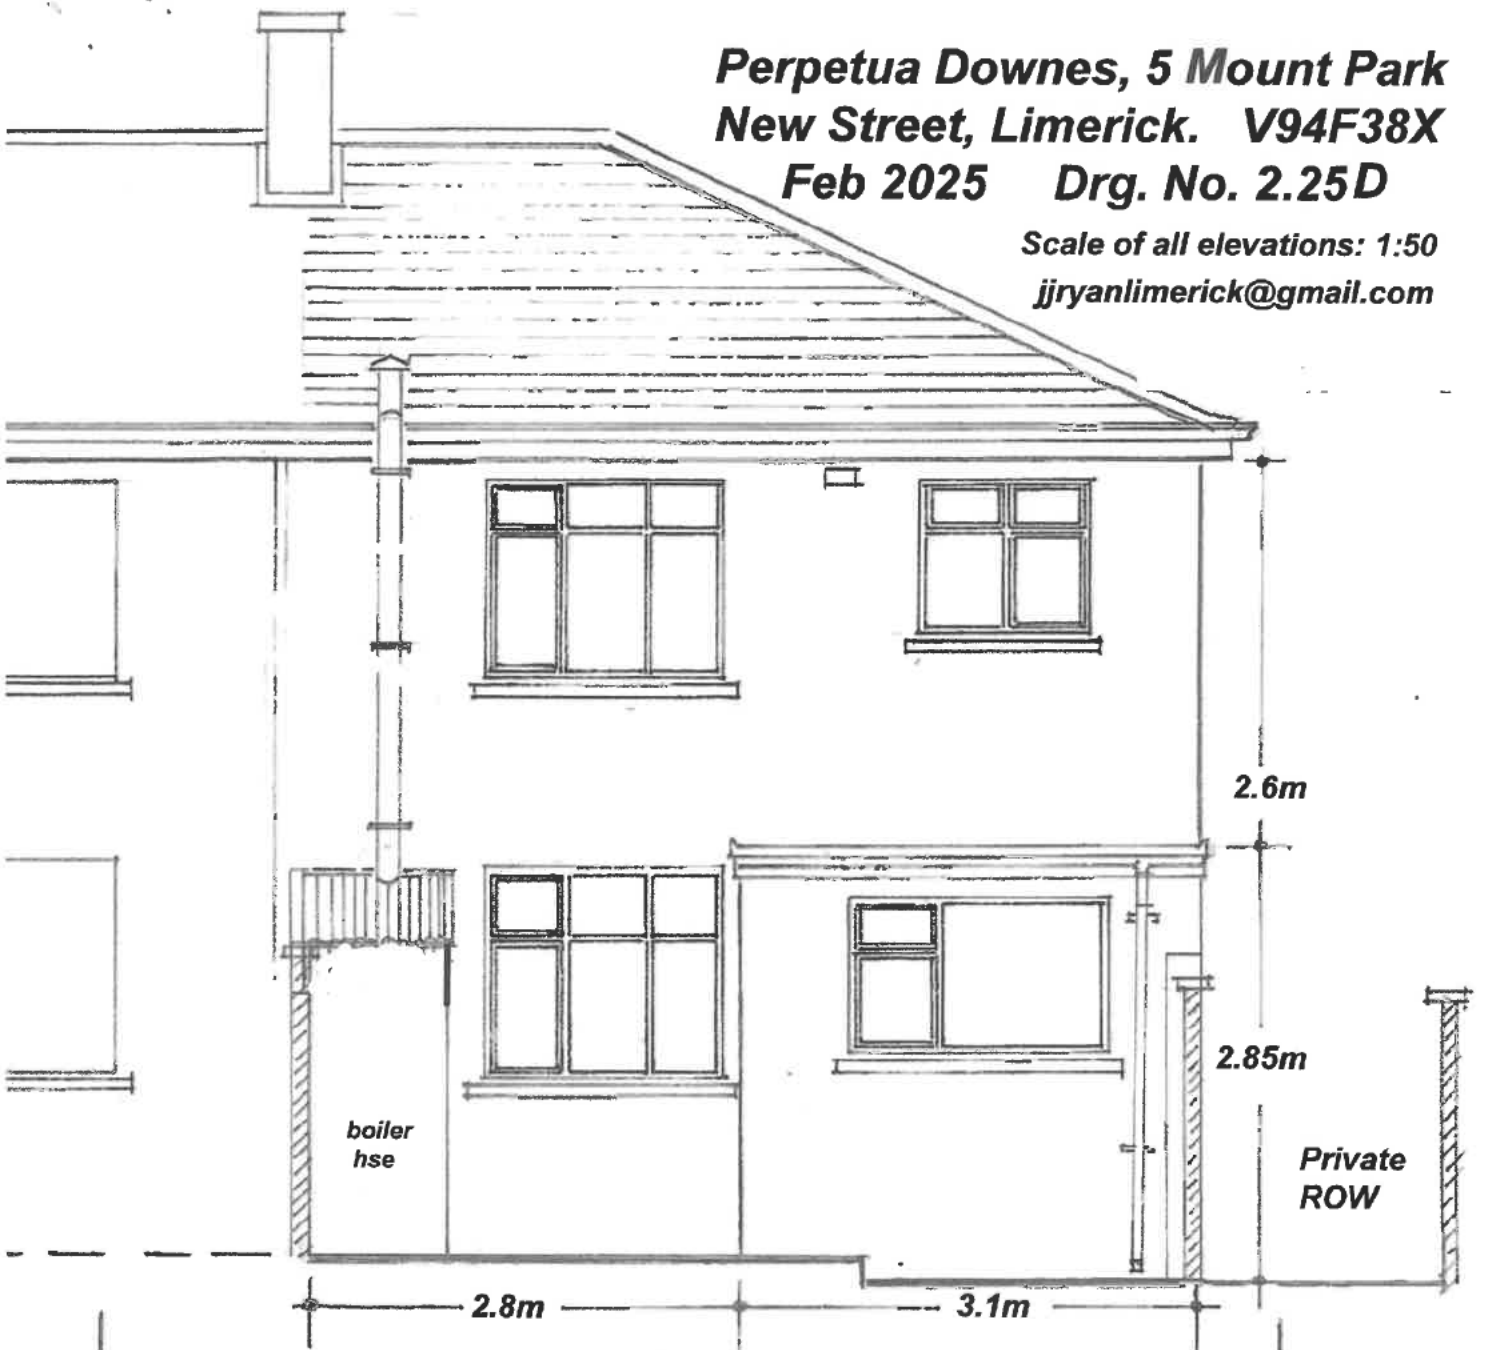 Perpetua Downes, 5 Mount Park
New Street, Limerick. V94F38X
Feb 2025 Drg. No. 2.25D
Scale of all elevations: 1:50
jjryanlimerick@gmail.com
2.6m
2.85m
boiler
hse
Private
ROW
2.8m
3.1m